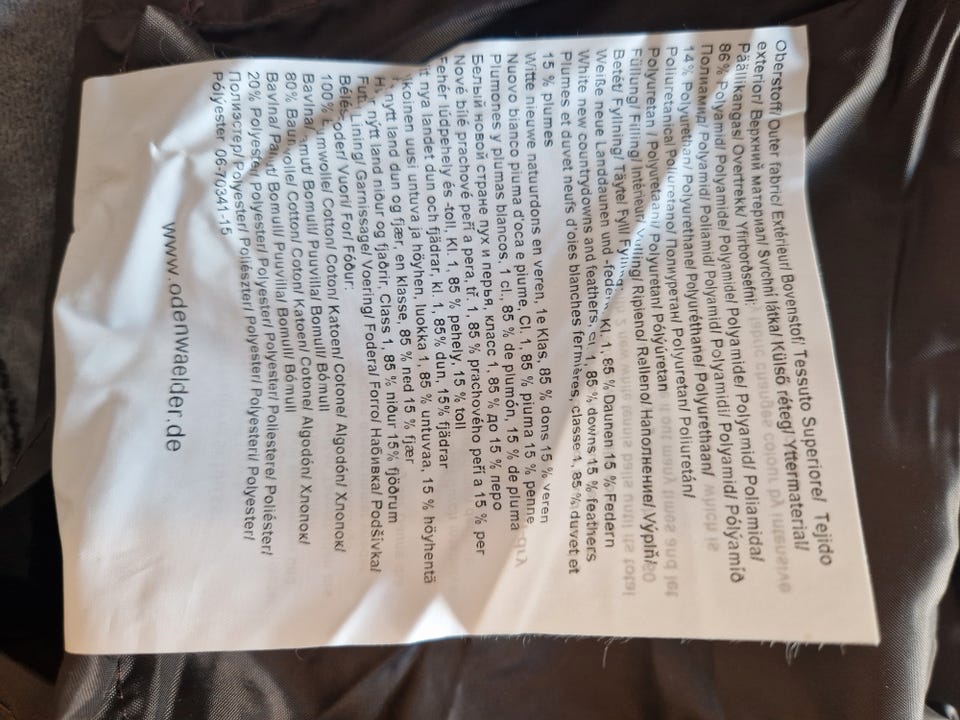 Oberstoff/ Outer fabric/ Extérieur/ Bovenstof/ Tessuto Superiore/ Tejido
exterior/ Верхний материал/ Svrchní látka/ Külső réteg/ Yttermaterial/
Päällikangas/ Overtrekk/ Yfirborðsefni:
86% Polyamid/ Polyamide/ Polyamide/ Polyamid/ Poliamida/
Полиамид/ Polyamid/ Poliamid/ Polyamid/ Polyamidi/ Polyamid/ Pólýamíð
14% Polyuretan/ Polyurethane/ Polyuréthane/ Polyurethaan/
Poliuretanica/ Poliuretano/ Полиуретан/ Polyuretan/ Poliuretán/
Polyuretan/ Polyuretaani/ Polyuretan/ Pólýúretan
Füllung/ Filling/ Intérieur/ Vulling/ Ripieno/ Relleno/ Наполнение/ Výplň/
Betét/ Fyllning/ Täyte/ Fyll
Weiße neue Landdaunen und -federn, Kl. 1, 85 % Daunen 15 % Federn
White new countrydowns and feathers, cl. 1, 85 % downs 15 % feathers
Plumes et duvet neufs d'oies blanches fermières, classe 1, 85 % duvet et
15 % plumes
Witte nieuwe natuurdons en veren, 1e Klas, 85 % dons 15 % veren
Nuovo bianco piuma d'oca e piume, Cl. 1, 85 % piuma 15 % penne
Plumones y plumas blancos, 1 cl., 85 % de plumón, 15 % de pluma
Белый новой стране пух и перья, класс 1, 85 % до 15 % перо
Nové bílé prachové peří a pera, tř. 1, 85 % prachového peří a 15 % per
Fehér lúdpehely és -toll, Kl. 1, 85 % pehely, 15 % toll
nya landet dun och fjädrar, kl. 1, 85% dun, 15% fjädrar
uusi untuva ja höyhen, luokka 1, 85 % untuvaa, 15 % höyhentä
nytt land dun og fjær, en klasse, 85 % ned 15 % fjær
nýtt land niður og fjaðrir, Class 1, 85 % niður 15% fjöðrum
Futter/ Lining/ Garnissage/ Voering/ Fodera/ Forro/ Набивка/ Podšívka/
Bélés/ Foder/ Vuori/ For/ Fóður:
100% Baumwolle/ Cotton/ Coton/ Katoen/ Cotone/ Algodón/ Хлопок/
Bavlna/ Pamut/ Bomull/ Puuvilla/ Bomull/ Bómull
80% Baumwolle/ Cotton/ Coton/ Katoen/ Cotone/ Algodón/ Хлопок/
Bavlna/ Pamut/ Bomull/ Puuvilla/ Bomull/ Bómull
20% Polyester/ Polyester/ Polyester/ Polyester/ Poliestere/ Poliéster/
Полиэстер/ Polyester/ Poliészter/ Polyester/ Polyesteri/ Polyester/
Pólýester 06-70341-15
www.odenwaelder.de